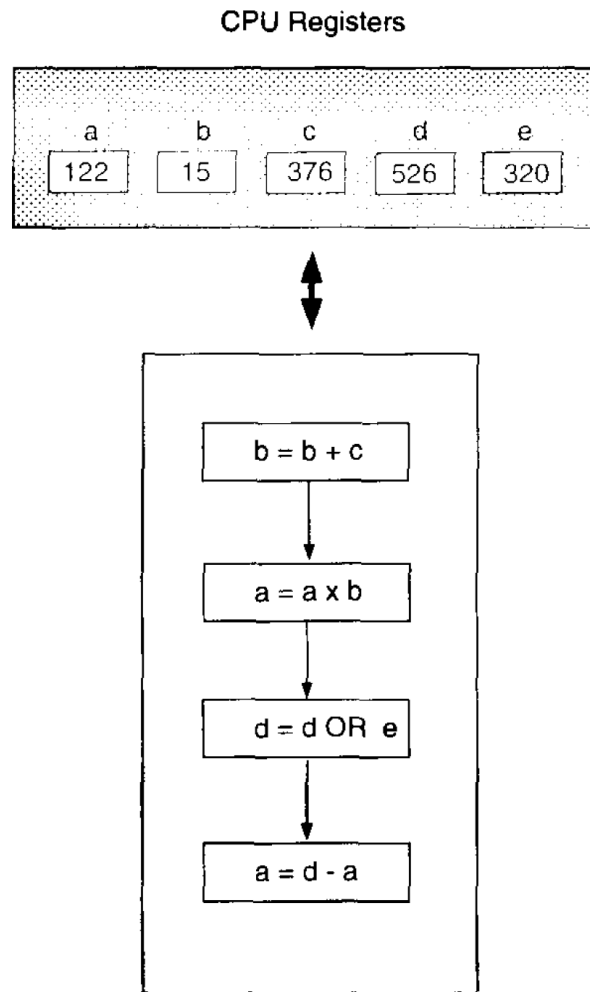 CPU Registers
a b c d e
122 15 376 526 320
b = b + c
a = a x b
d = d OR e
a = d - a